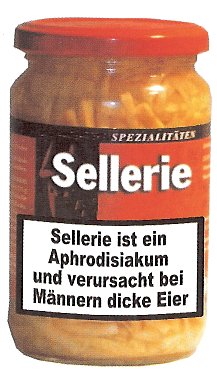 SPEZIALITÄTEN
Sellerie
Sellerie ist ein
Aphrodisiakum
und verursacht bei
Männern dicke Eier